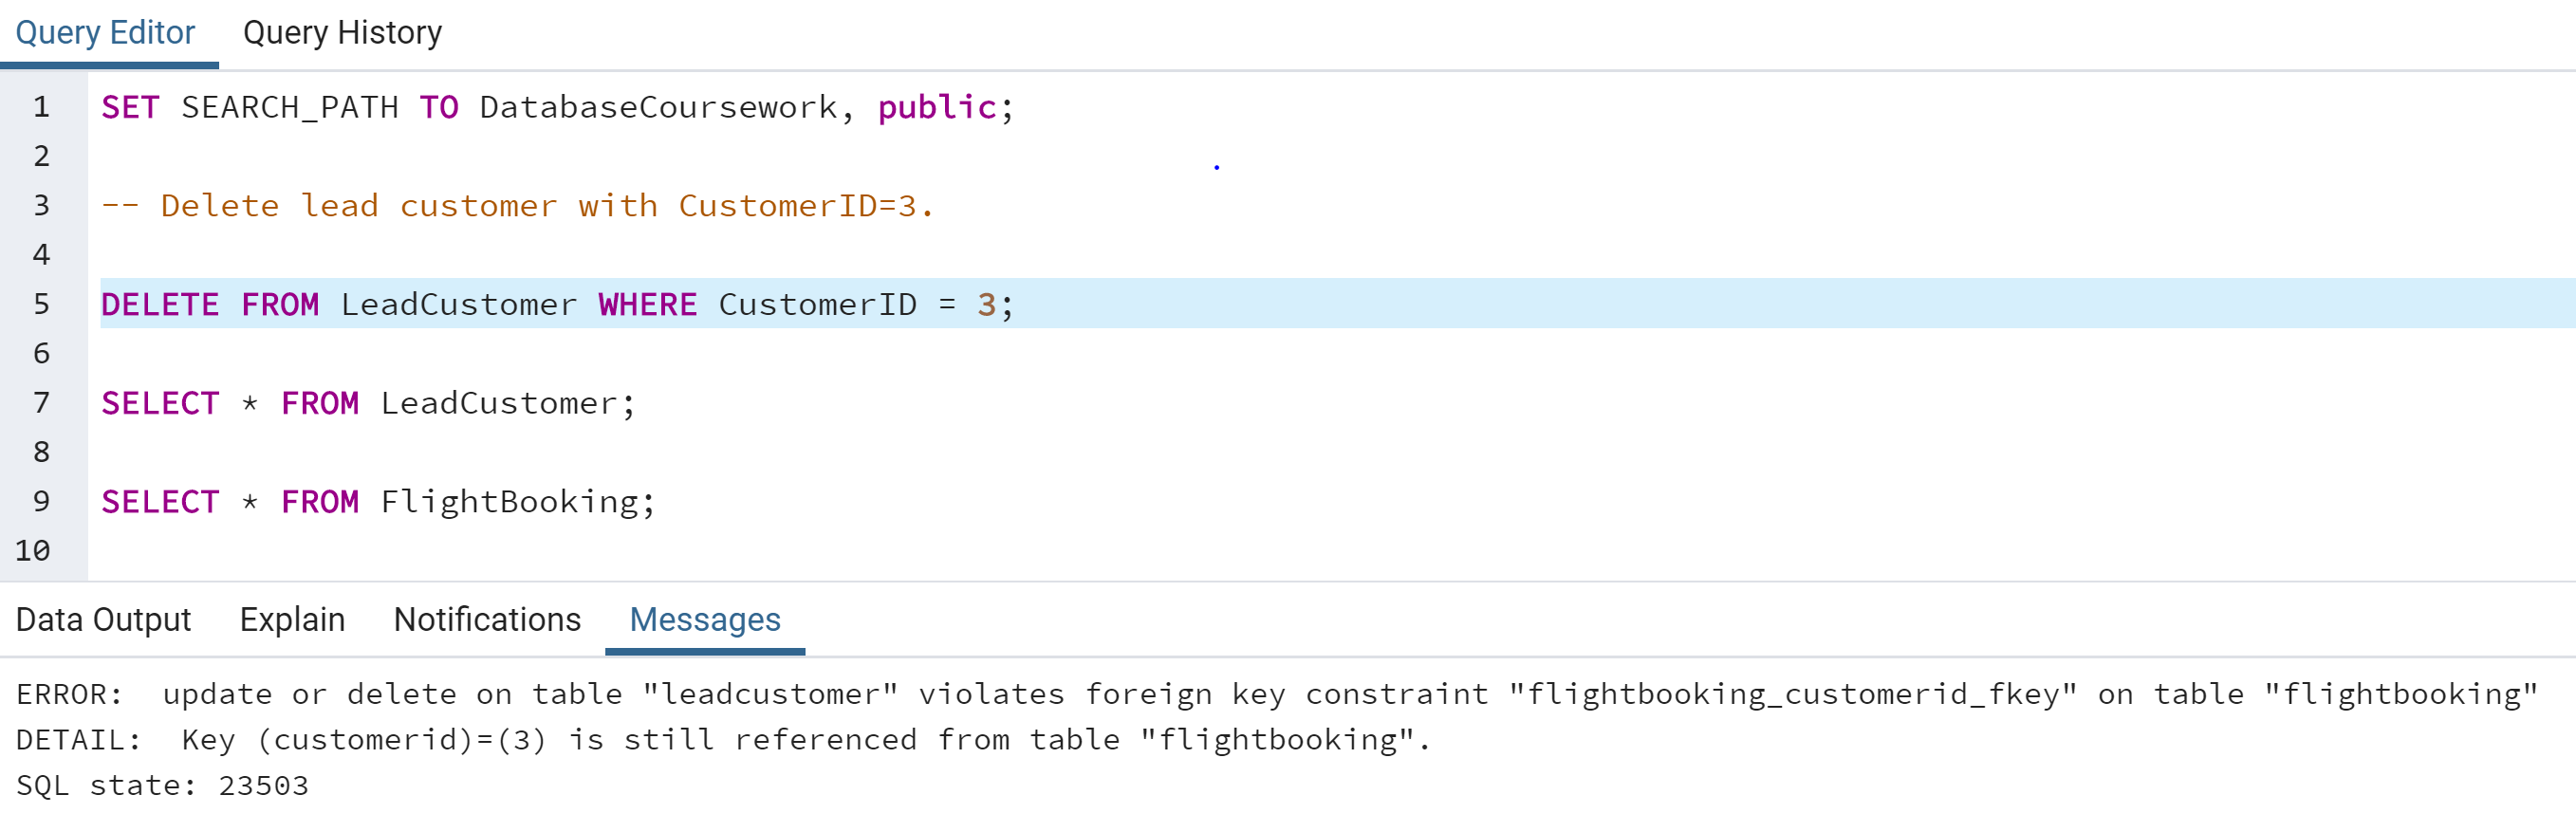 Query Editor Query History
1 SET SEARCH_PATH TO DatabaseCoursework, public;
2
3 -- Delete lead customer with CustomerID=3.
4
5 DELETE FROM LeadCustomer WHERE CustomerID = 3;
6
7 SELECT * FROM LeadCustomer;
8
9 SELECT * FROM FlightBooking;
10
Data Output Explain Notifications Messages
ERROR:  update or delete on table "leadcustomer" violates foreign key constraint "flightbooking_customerid_fkey" on table "flightbooking"
DETAIL:  Key (customerid)=(3) is still referenced from table "flightbooking".
SQL state: 23503